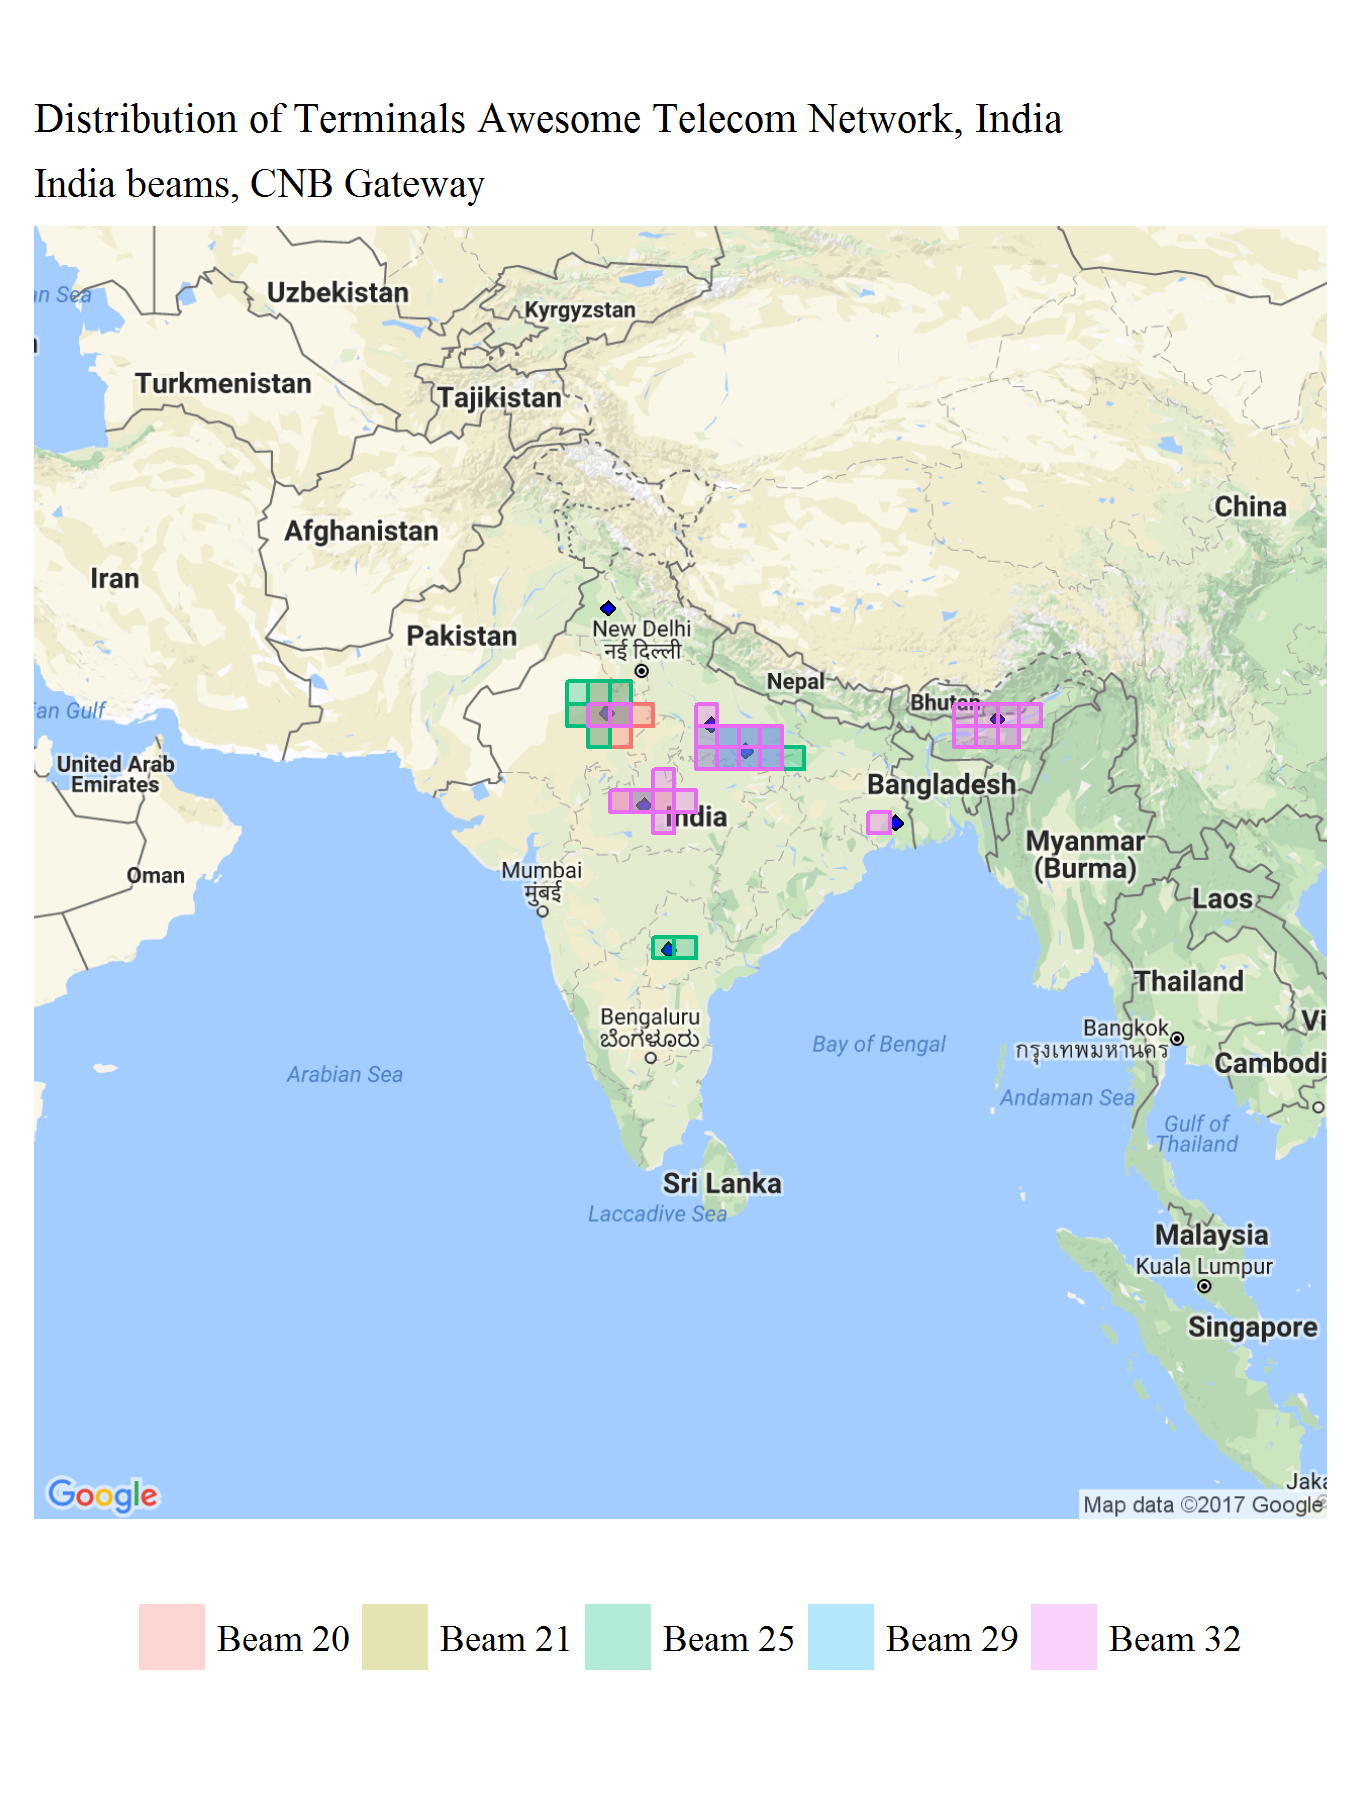 Distribution of Terminals Awesome Telecom Network, India
India beams, CNB Gateway
Uzbekistan
an Sea
Kyrgyzstan
Turkmenistan
Tajikistan
China
Afghanistan
Iran
Pakistan
New Delhi
नई दिल्ली
Nepal
Bhutan
an Gulf
United Arab
Emirates
Bangladesh
India
Myanmar
(Burma)
Mumbai
मुंबई
Oman
Laos
Thailand
Bengaluru
ಬೆಂಗಳೂರು
Vi
Bangkok
กรุงเทพมหานคร
Bay of Bengal
Cambodi
Arabian Sea
Andaman Sea
Gulf of
Thailand
Sri Lanka
Laccadive Sea
Malaysia
Kuala Lumpur
Singapore
Jaka
Google
Map data ©2017 Google
Beam 20
Beam 21
Beam 25
Beam 29
Beam 32